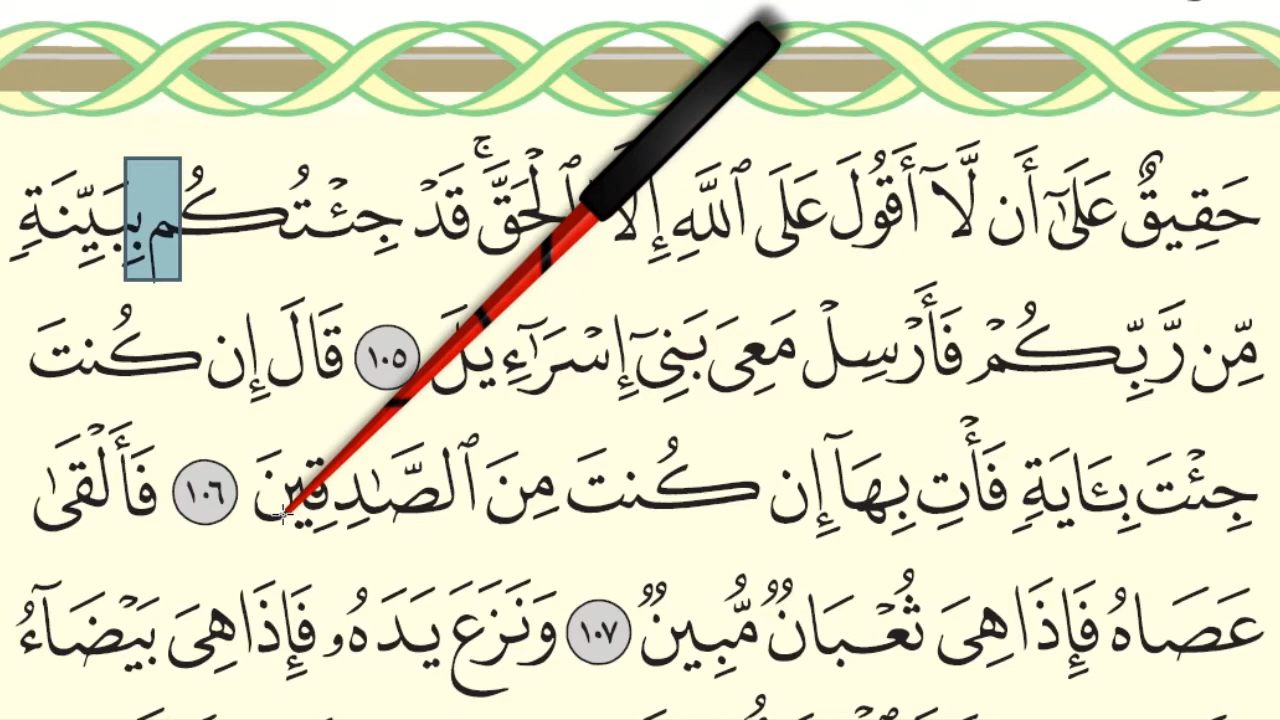 حَقِيقٌ عَلَىٰٓ أَن لَّآ أَقُولَ عَلَى ٱللَّهِ إِلَّا ٱلْحَقَّ ۚ قَدْ جِئْتُكُم بِبَيِّنَةٍ
مِّن رَّبِّكُمْ فَأَرْسِلْ مَعِىَ بَنِىٓ إِسْرَٰٓءِيلَ ١٠٥ قَالَ إِن كُنتَ
جِئْتَ بِـَٔايَةٍ فَأْتِ بِهَآ إِن كُنتَ مِنَ ٱلصَّـٰدِقِينَ ١٠٦ فَأَلْقَىٰ
عَصَاهُ فَإِذَا هِىَ ثُعْبَانٌ مُّبِينٌ ١٠٧ وَنَزَعَ يَدَهُۥ فَإِذَا هِىَ بَيْضَآءُ